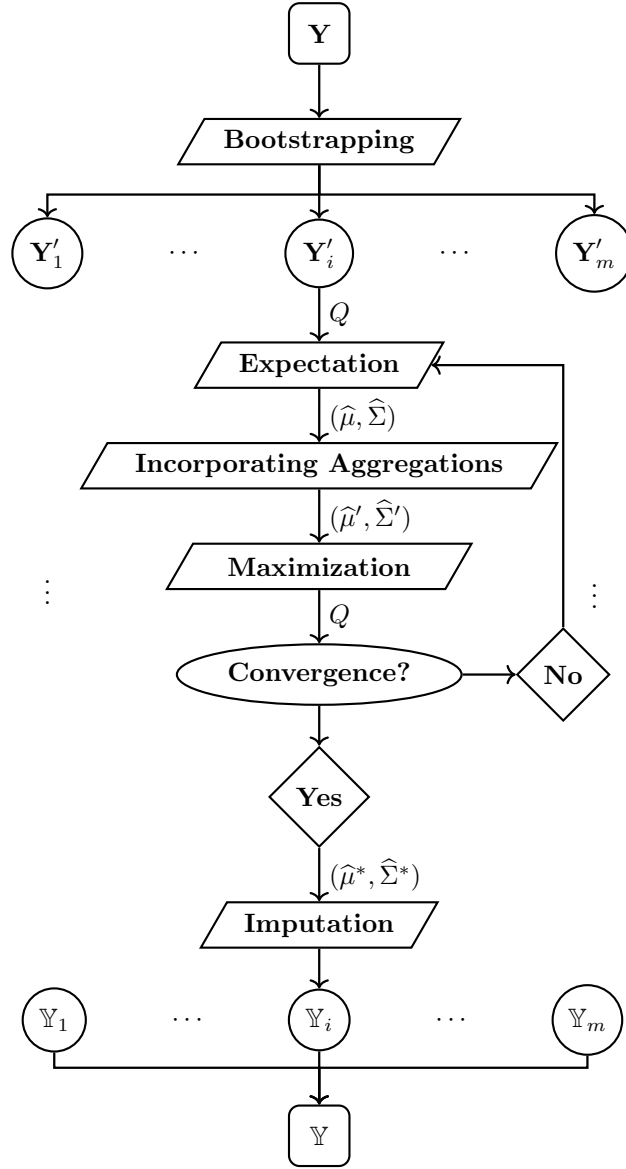 Y
Bootstrapping
Y′₁ ⋯ Y′ᵢ ⋯ Y′ₘ
Q
Expectation
(μ̂, Σ̂)
Incorporating Aggregations
(μ̂′, Σ̂′)
Maximization
⋮ ⋮
Q
Convergence?
No
Yes
(μ̂*, Σ̂*)
Imputation
𝕐₁ ⋯ 𝕐ᵢ ⋯ 𝕐ₘ
𝕐